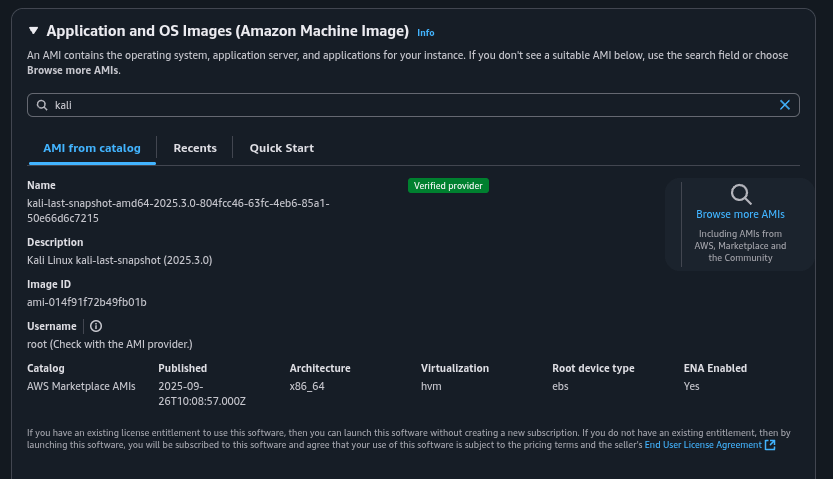 Application and OS Images (Amazon Machine Image) Info
An AMI contains the operating system, application server, and applications for your instance. If you don't see a suitable AMI below, use the search field or choose
Browse more AMIs.
kali
AMI from catalog
Recents
Quick Start
Name
Verified provider
kali-last-snapshot-amd64-2025.3.0-804fcc46-63fc-4eb6-85a1-
50e66d6c7215
Description
Kali Linux kali-last-snapshot (2025.3.0)
Image ID
ami-014f91f72b49fb01b
Username
root (Check with the AMI provider.)
Browse more AMIs
Including AMIs from
AWS, Marketplace and
the Community
Catalog
AWS Marketplace AMIs
Published
2025-09-
26T10:08:57.000Z
Architecture
x86_64
Virtualization
hvm
Root device type
ebs
ENA Enabled
Yes
If you have an existing license entitlement to use this software, then you can launch this software without creating a new subscription. If you do not have an existing entitlement, then by
launching this software, you will be subscribed to this software and agree that your use of this software is subject to the pricing terms and the seller's End User License Agreement